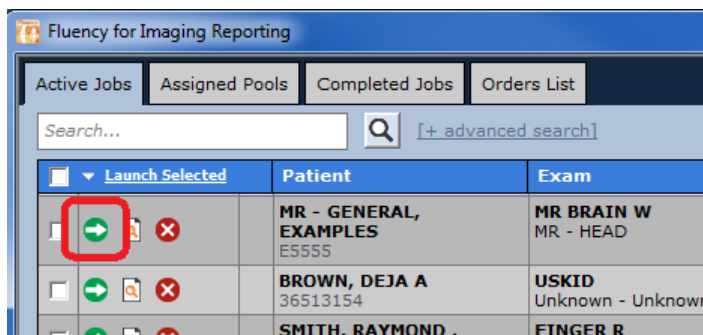 Fluency for Imaging Reporting
Active Jobs Assigned Pools Completed Jobs Orders List
Search... [+ advanced search]
Launch Selected Patient Exam
MR - GENERAL, MR BRAIN W
EXAMPLES MR - HEAD
E5555
BROWN, DEJA A USKID
36513154 Unknown - Unknown
SMITH, RAYMOND . FINGER R